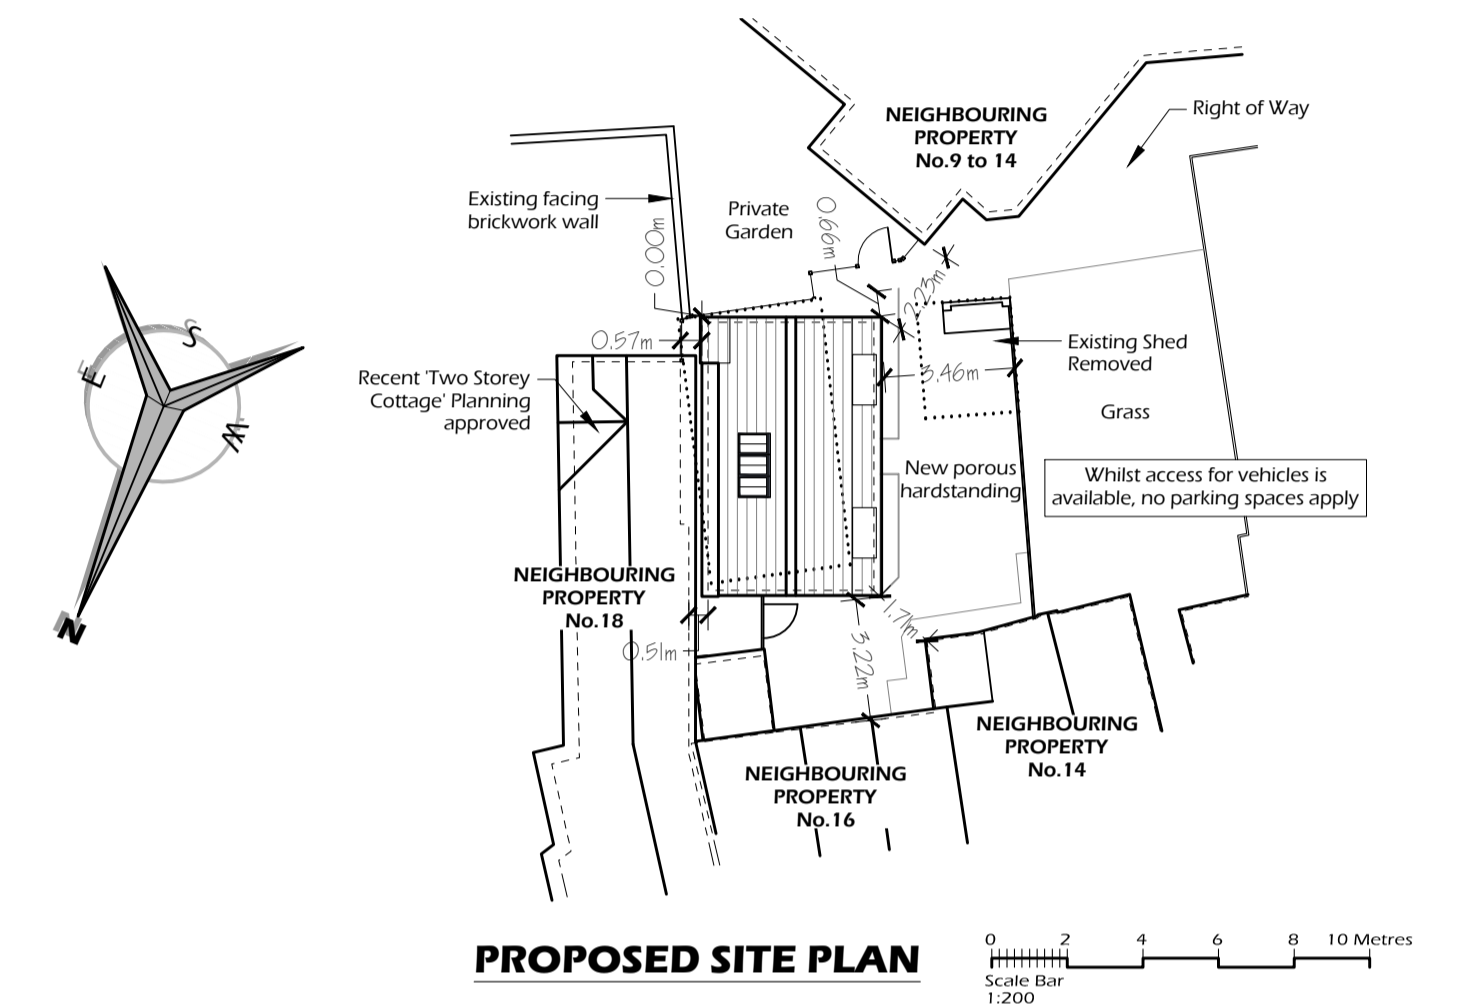 NEIGHBOURING
PROPERTY
No.9 to 14
Right of Way
Existing facing
brickwork wall
Private
Garden
0.00m
0.66m
2.23m
S
E
W
N
0.57m
Existing Shed
Removed
3.46m
Recent 'Two Storey
Cottage' Planning
approved
Grass
New porous
hardstanding
Whilst access for vehicles is
available, no parking spaces apply
NEIGHBOURING
PROPERTY
No.18
0.51m
1.71m
3.22m
NEIGHBOURING
PROPERTY
No.14
NEIGHBOURING
PROPERTY
No.16
PROPOSED SITE PLAN
0 2 4 6 8 10 Metres
Scale Bar
1:200